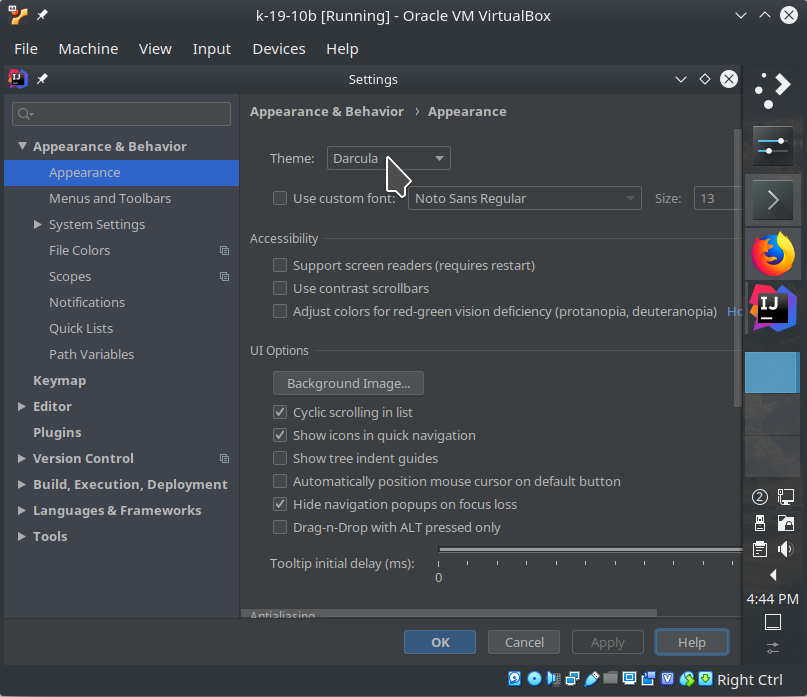 k-19-10b [Running] - Oracle VM VirtualBox
File Machine View Input Devices Help
IJ Settings
Appearance & Behavior › Appearance
Appearance & Behavior
Appearance
Menus and Toolbars
System Settings
File Colors
Scopes
Notifications
Quick Lists
Path Variables
Keymap
Editor
Plugins
Version Control
Build, Execution, Deployment
Languages & Frameworks
Tools
Theme: Darcula
Use custom font: Noto Sans Regular Size: 13
Accessibility
Support screen readers (requires restart)
Use contrast scrollbars
Adjust colors for red-green vision deficiency (protanopia, deuteranopia) Ho
UI Options
Background Image...
Cyclic scrolling in list
Show icons in quick navigation
Show tree indent guides
Automatically position mouse cursor on default button
Hide navigation popups on focus loss
Drag-n-Drop with ALT pressed only
Tooltip initial delay (ms):
0
Antialiasing
OK Cancel Apply Help
IJ
2
4:44 PM
V Right Ctrl